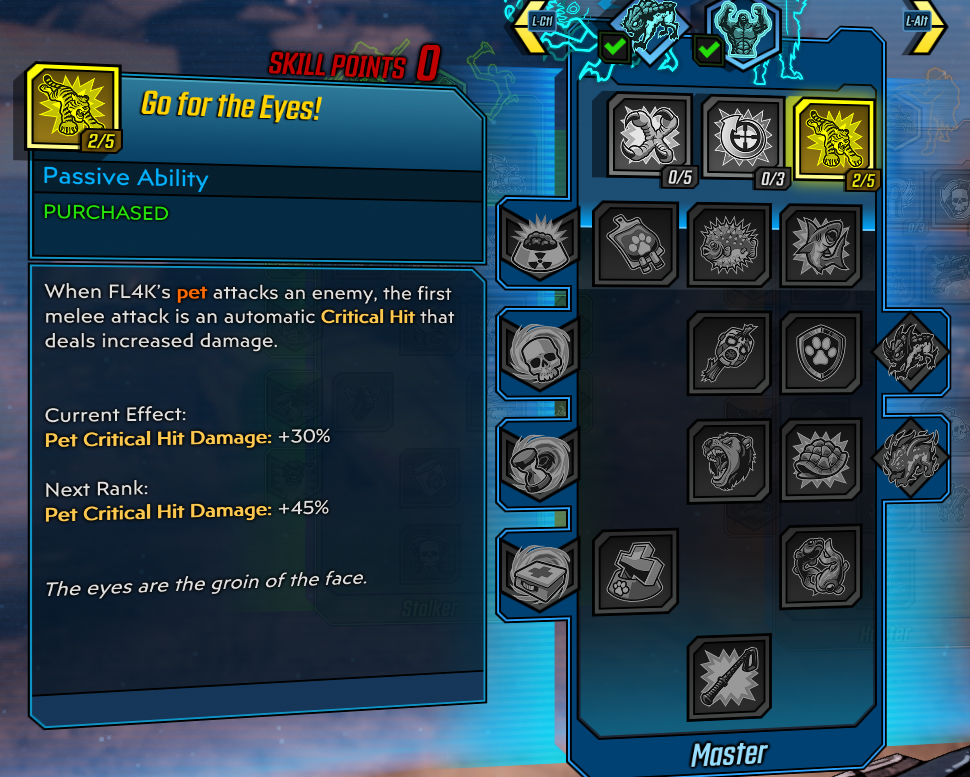 L-Ctl
L-Alt
SKILL POINTS 0
Go for the Eyes!
2/5
Passive Ability
PURCHASED
0/5
0/3
2/5
When FL4K's pet attacks an enemy, the first
melee attack is an automatic Critical Hit that
deals increased damage.
Current Effect:
Pet Critical Hit Damage: +30%
Next Rank:
Pet Critical Hit Damage: +45%
The eyes are the groin of the face.
Stalker
Hunter
Master